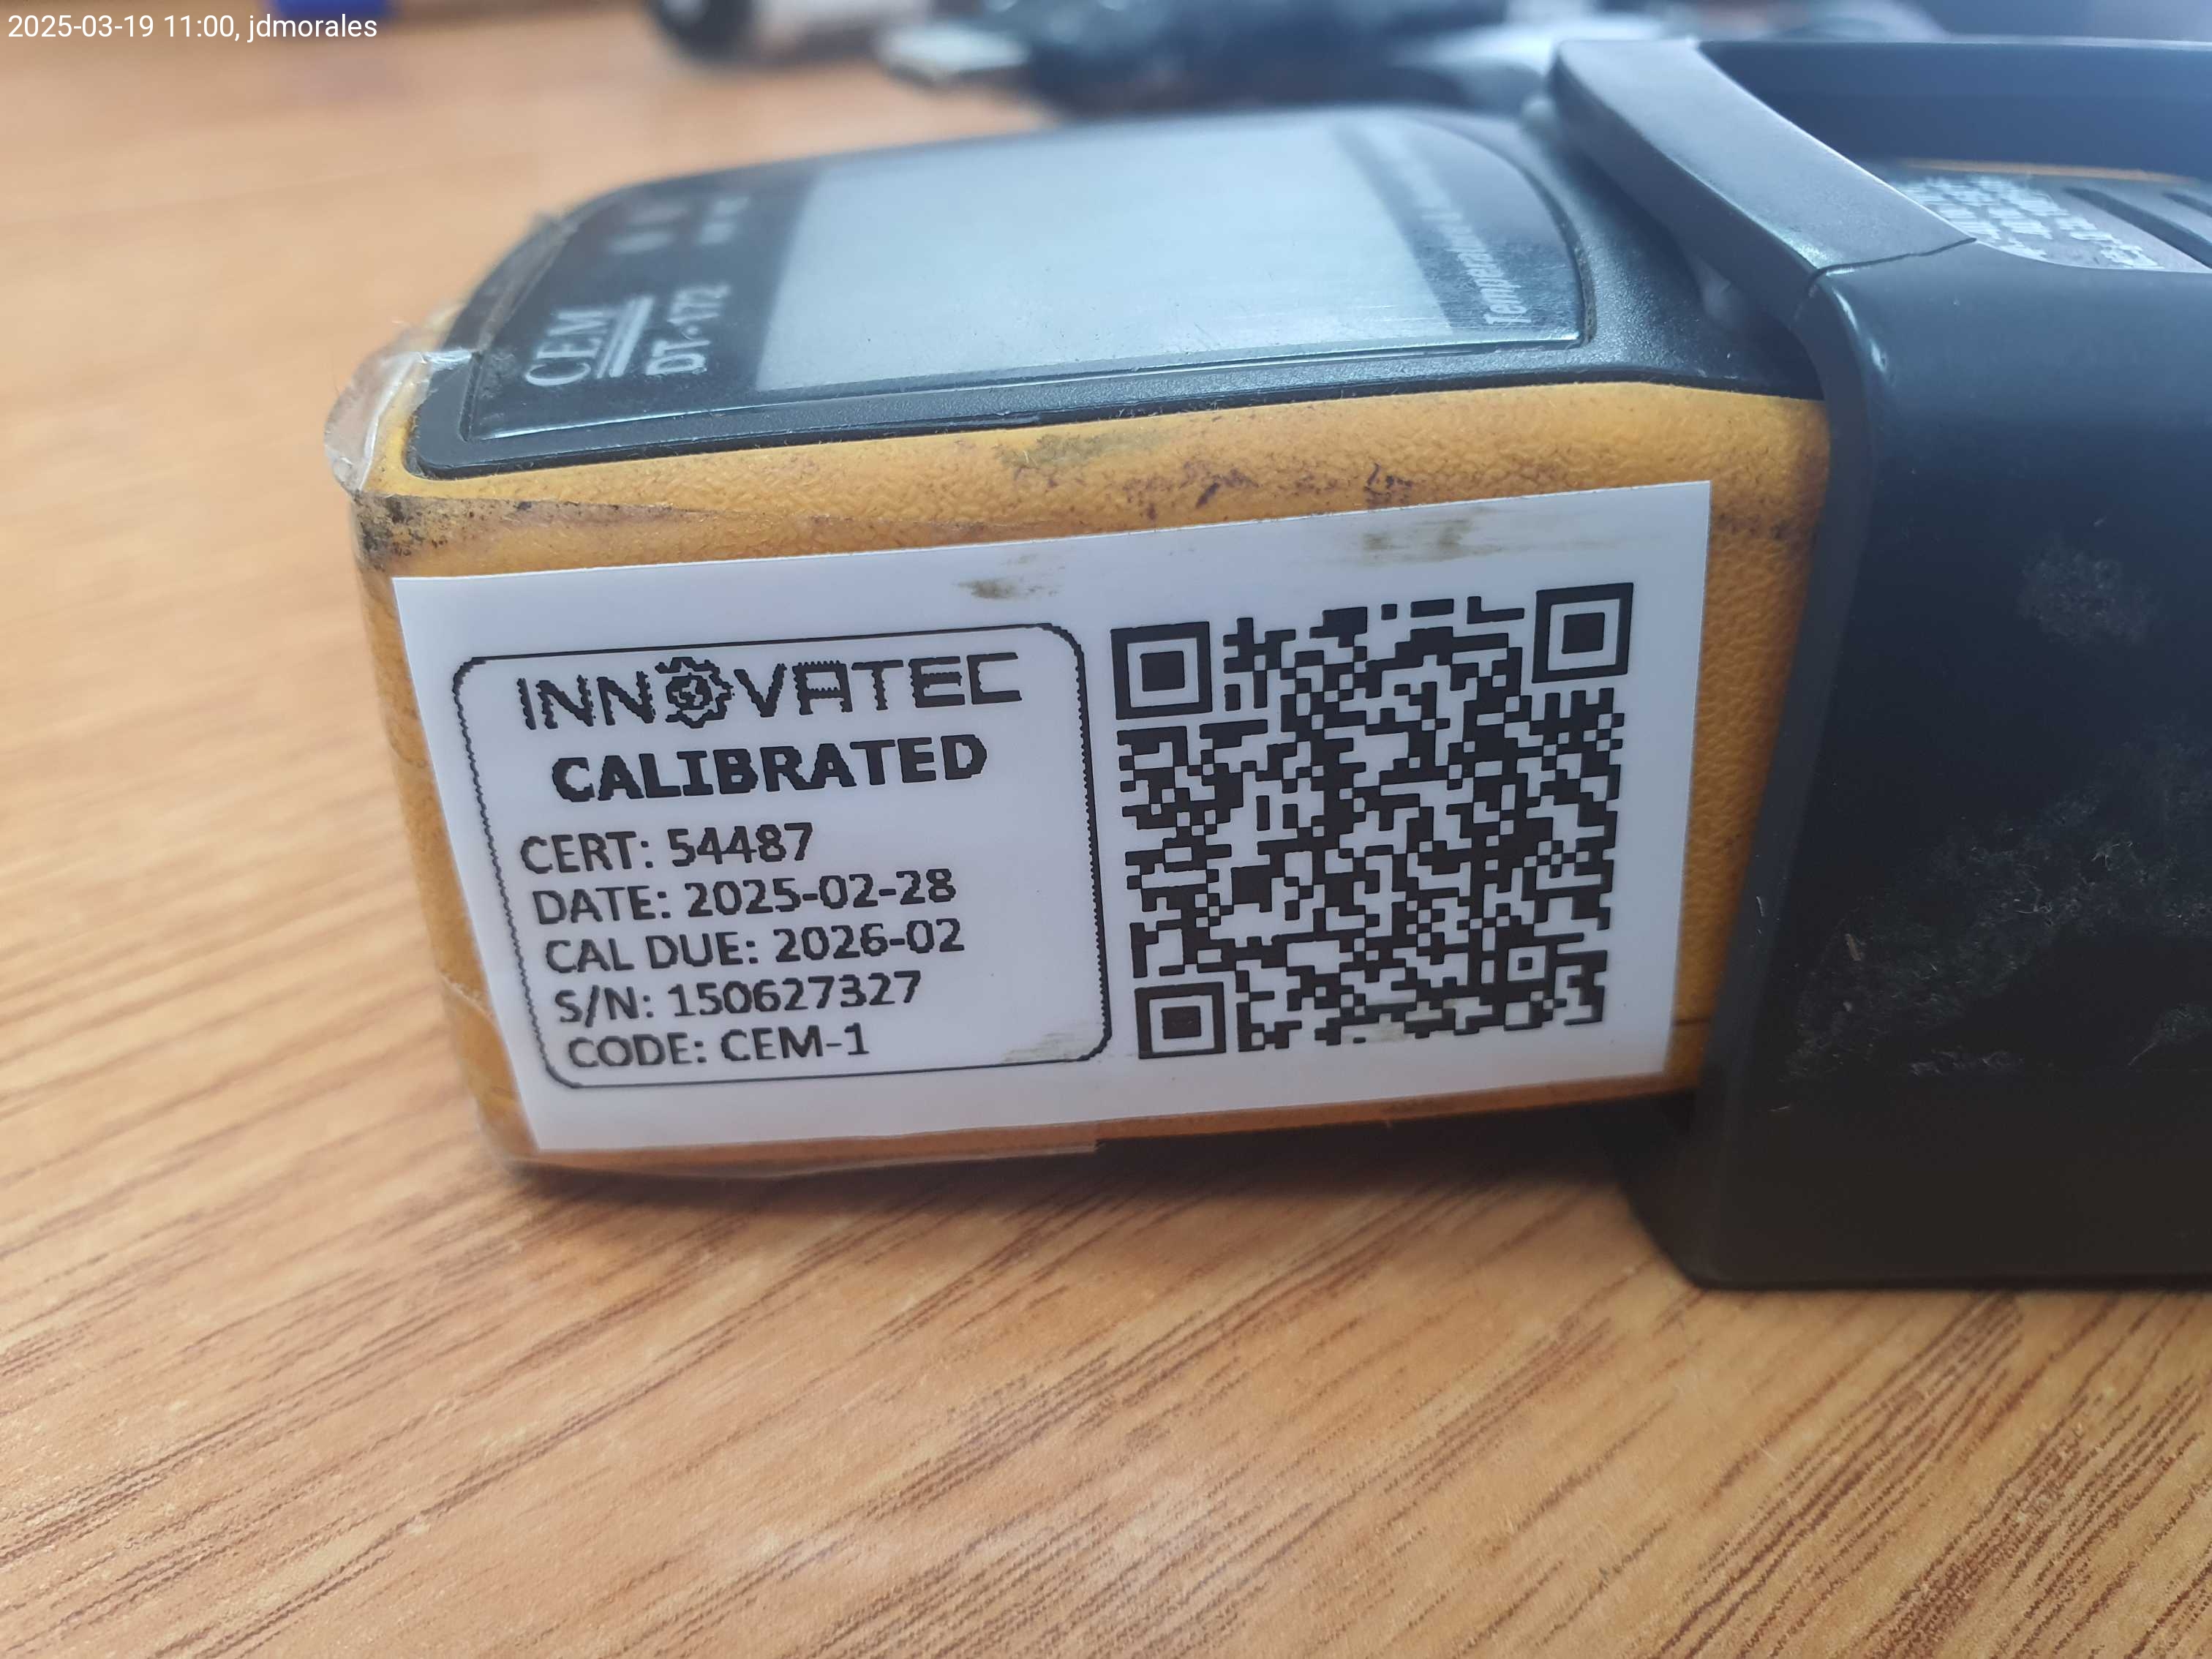 2025-03-19 11:00, jdmorales
CEM
DT-172
INNOVATEC
CALIBRATED
CERT: 54487
DATE: 2025-02-28
CAL DUE: 2026-02
S/N: 150627327
CODE: CEM-1